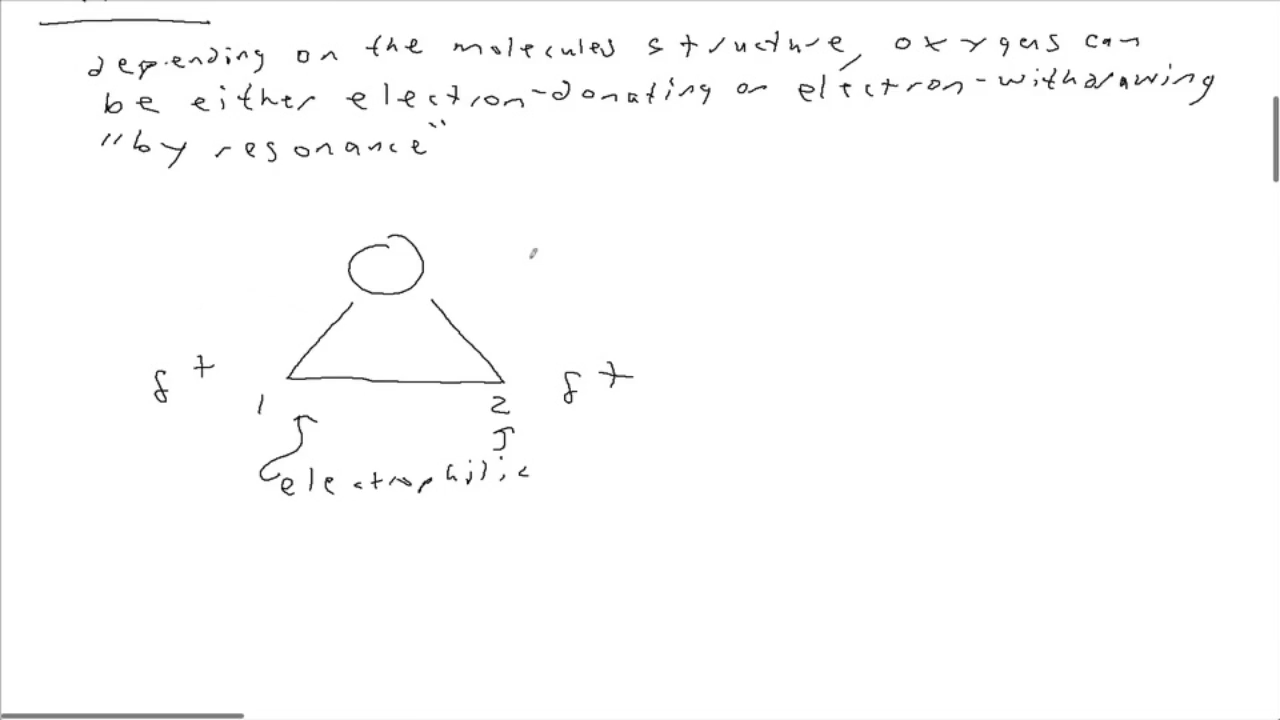 depending on the molecules structure, oxygens can
be either electron-donating or electron-withdrawing
"by resonance"
O
δ + 1 2 δ +
electrophilic